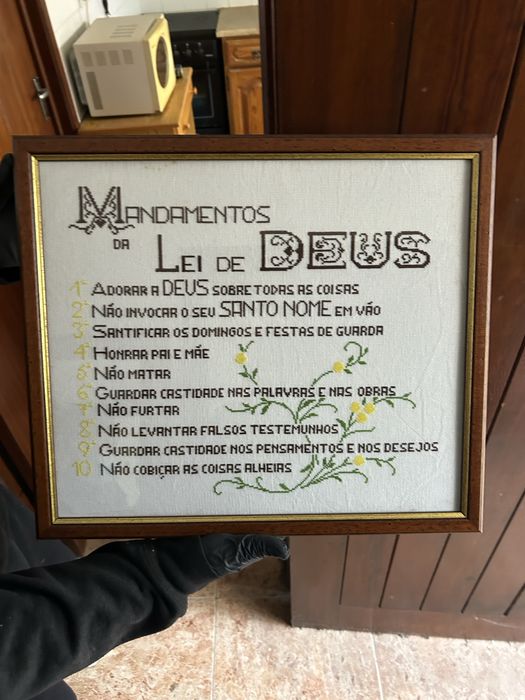 MANDAMENTOS
DA
LEI DE DEUS
1º ADORAR A DEUS SOBRE TODAS AS COISAS
2º NÃO INVOCAR O SEU SANTO NOME EM VÃO
3º SANTIFICAR OS DOMINGOS E FESTAS DE GUARDA
4º HONRAR PAI E MÃE
5º NÃO MATAR
6º GUARDAR CASTIDADE NAS PALAVRAS E NAS OBRAS
7º NÃO FURTAR
8º NÃO LEVANTAR FALSOS TESTEMUNHOS
9º GUARDAR CASTIDADE NOS PENSAMENTOS E NOS DESEJOS
10 NÃO COBIÇAR AS COISAS ALHEIAS